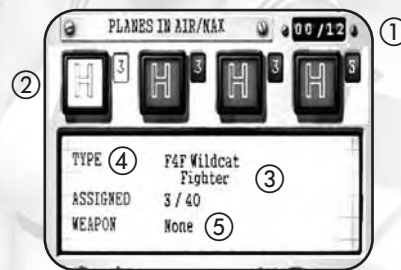 PLANES IN AIR/NAX 00/12 ①
② H 3 H 3 H 3 H 3
TYPE ④ F4F Wildcat
Fighter ③
ASSIGNED 3 / 40
WEAPON None ⑤